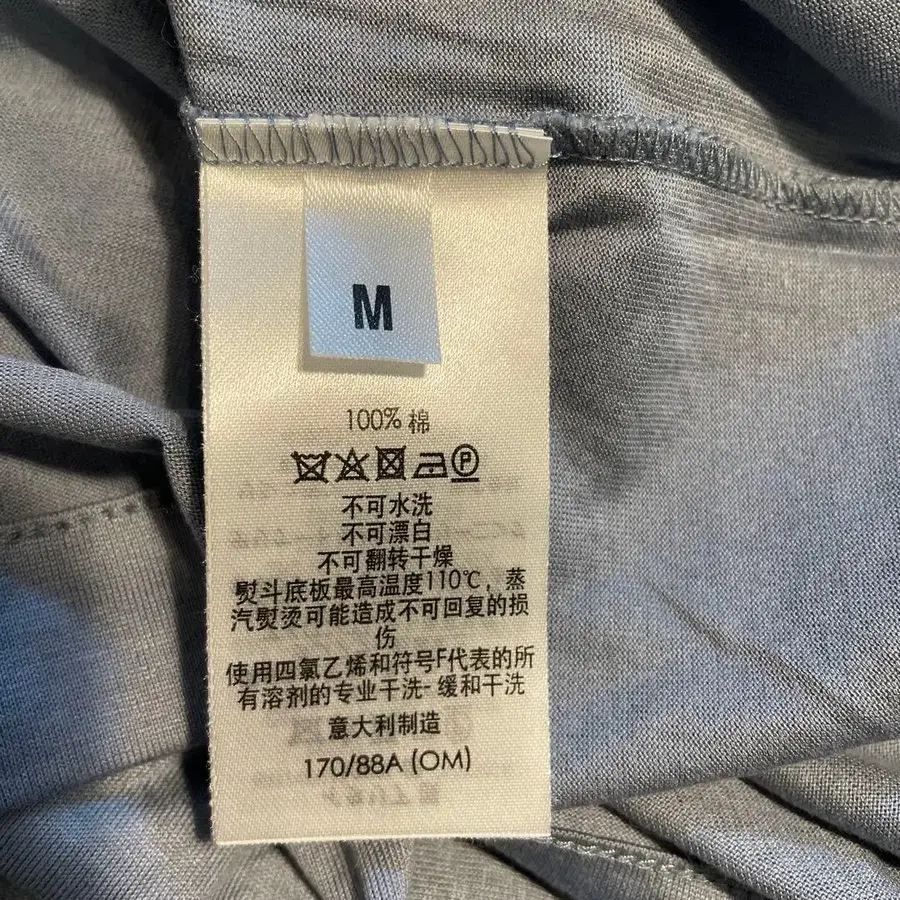 M
100% 棉
P
不可水洗
不可漂白
不可翻转干燥
熨斗底板最高温度110℃，蒸
汽熨烫可能造成不可回复的损
伤
使用四氯乙烯和符号F代表的所
有溶剂的专业干洗- 缓和干洗
意大利制造
170/88A (OM)